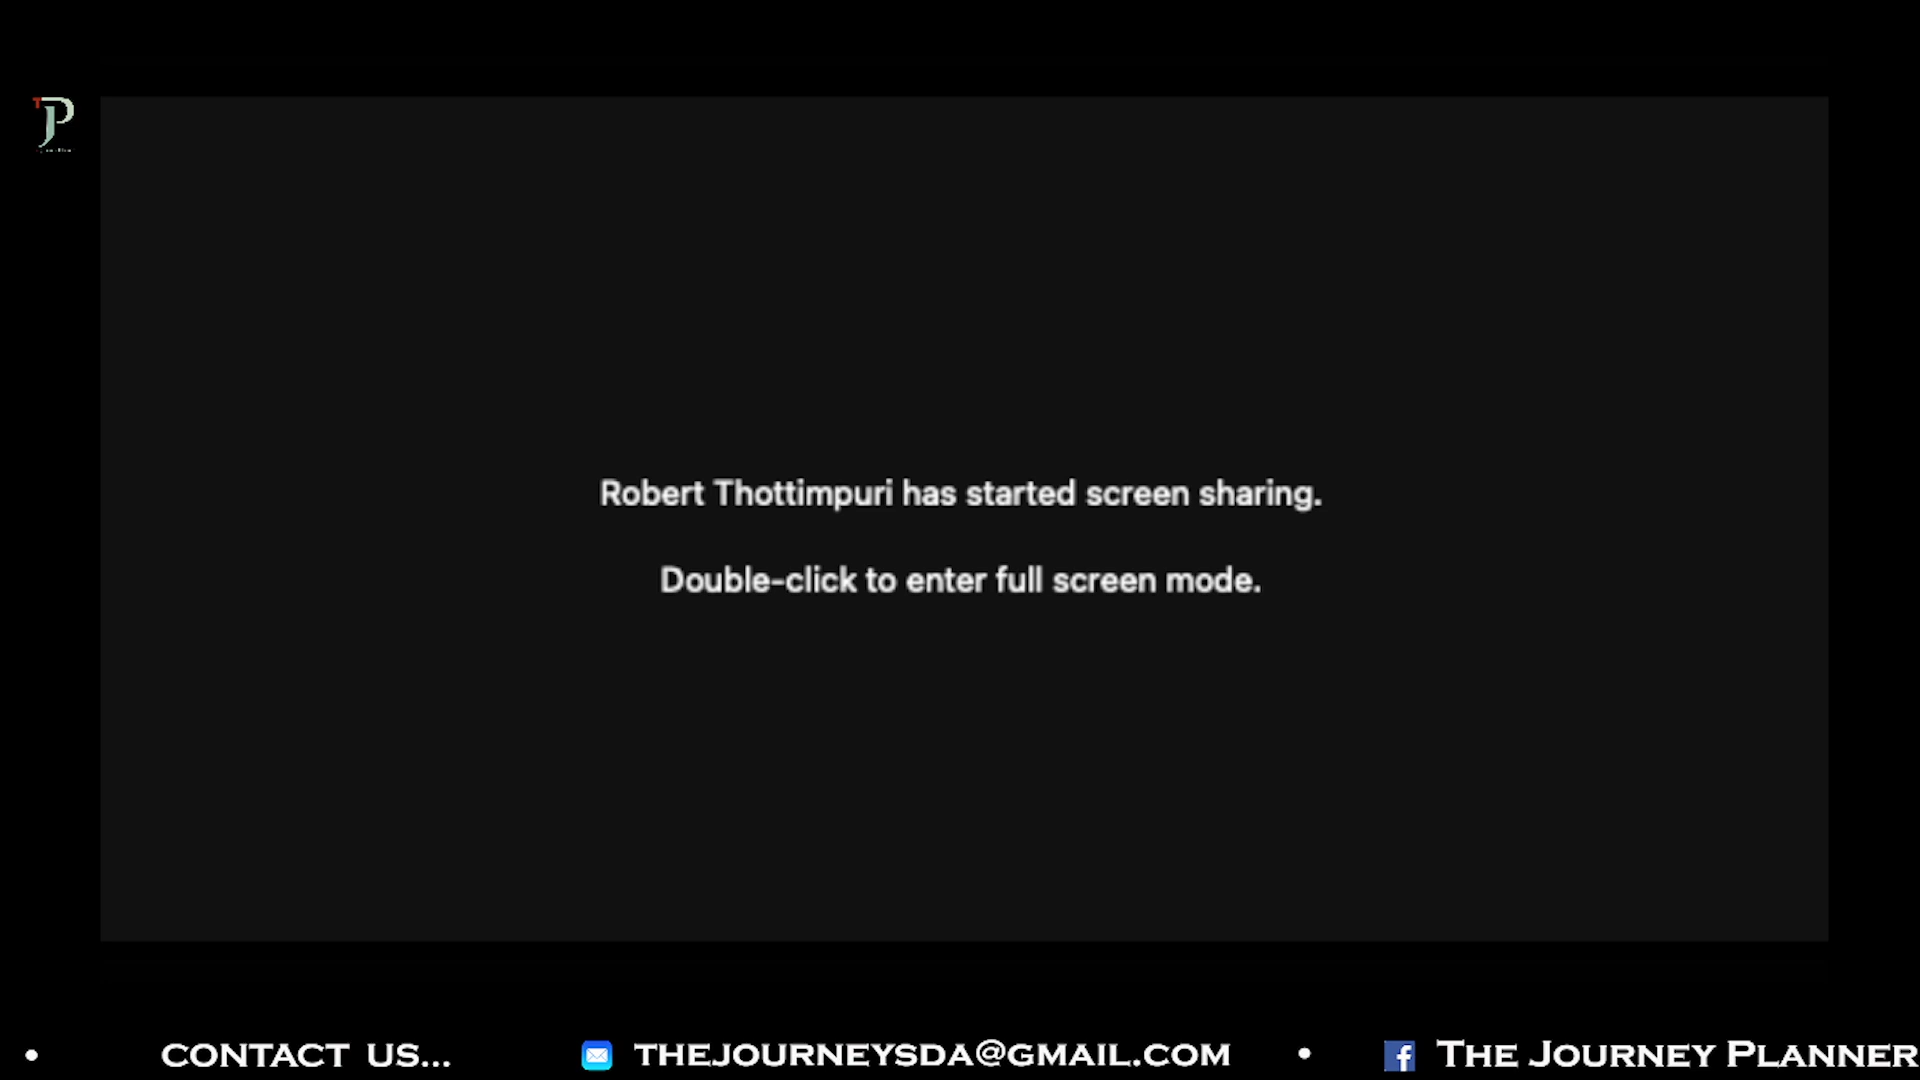 TJP
Robert Thottimpuri has started screen sharing.
Double-click to enter full screen mode.
• CONTACT US... THEJOURNEYSDA@GMAIL.COM • THE JOURNEY PLANNER